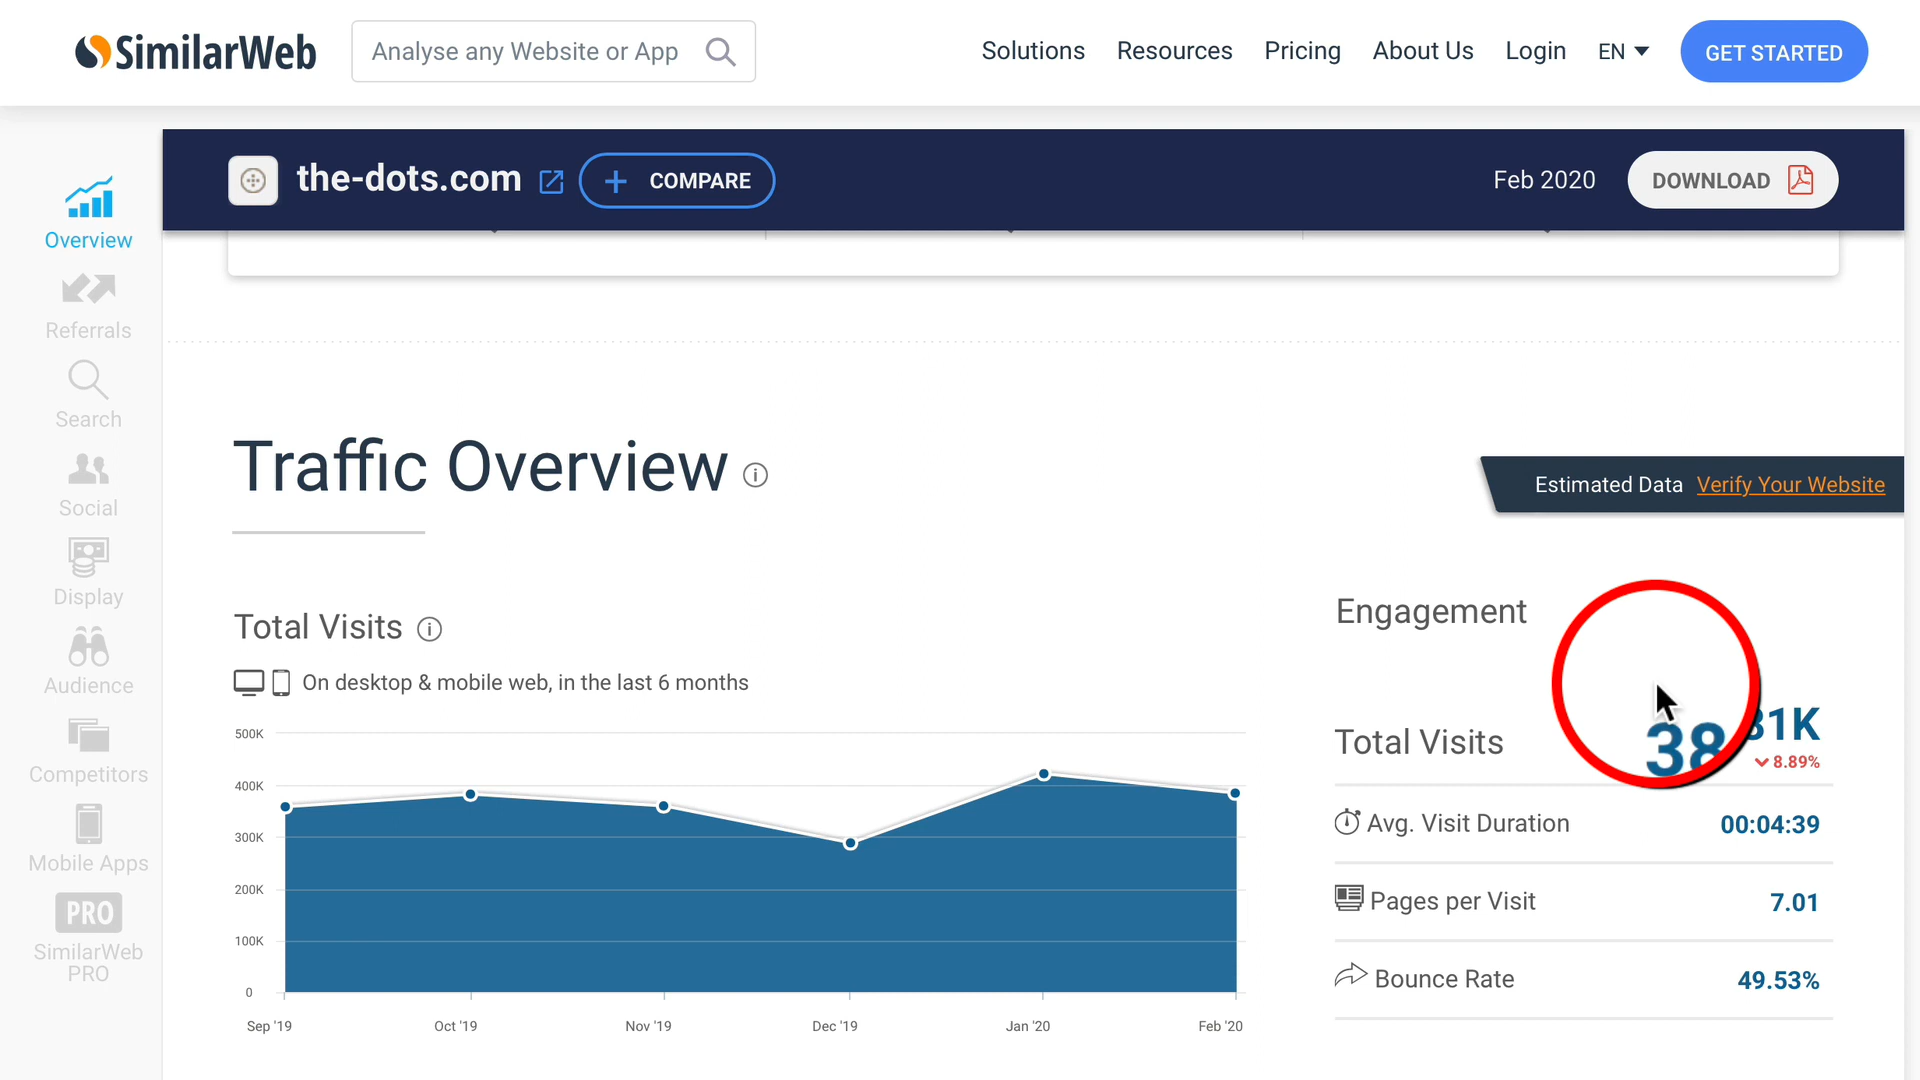 SimilarWeb
Analyse any Website or App
Solutions
Resources
Pricing
About Us
Login
EN
GET STARTED
the-dots.com
COMPARE
Feb 2020
DOWNLOAD
Overview
Referrals
Search
Social
Display
Audience
Competitors
Mobile Apps
PRO
SimilarWeb
PRO
Traffic Overview
Estimated Data Verify Your Website
Total Visits
On desktop & mobile web, in the last 6 months
500K
400K
300K
200K
100K
0
Sep '19
Oct '19
Nov '19
Dec '19
Jan '20
Feb '20
Engagement
Total Visits
38
31K
8.89%
Avg. Visit Duration
00:04:39
Pages per Visit
7.01
Bounce Rate
49.53%